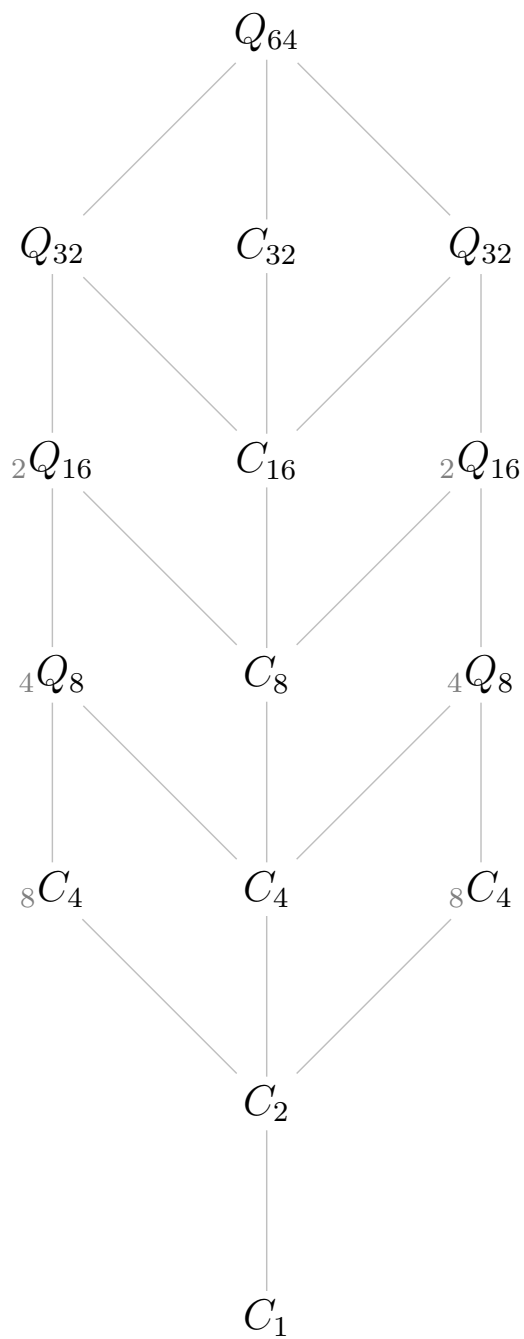 Q₆₄
Q₃₂ C₃₂ Q₃₂
₂Q₁₆ C₁₆ ₂Q₁₆
₄Q₈ C₈ ₄Q₈
₈C₄ C₄ ₈C₄
C₂
C₁